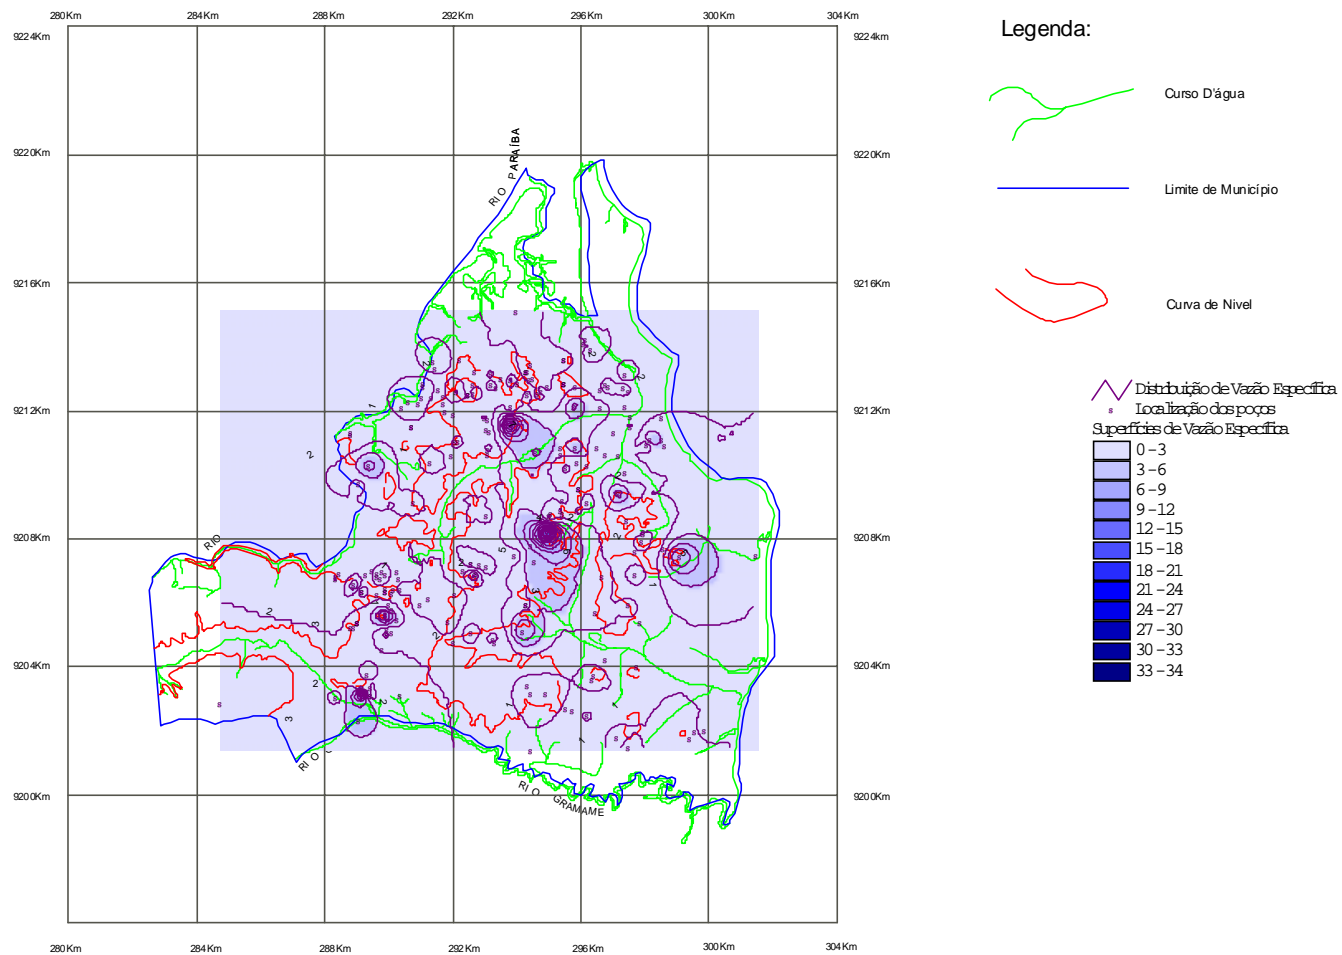 280Km 284Km 288Km 292Km 296Km 300Km 304Km
9224Km 9224Km
Legenda:
Curso D'água
9220Km 9220Km
RIO PARAÍBA
Limite de Município
9216Km 9216Km
Curva de Nivel
Distribuição de Vazão Específica
9212Km 9212Km
s Localização dos poços
Superfícies de Vazão Específica
0 - 3
3 - 6
6 - 9
9 - 12
12 - 15
15 - 18
18 - 21
21 - 24
24 - 27
27 - 30
30 - 33
33 - 34
9208Km 9208Km
RIO
9204Km 9204Km
RIO
9200Km 9200Km
RIO GRAMAME
280Km 284Km 288Km 292Km 296Km 300Km 304Km